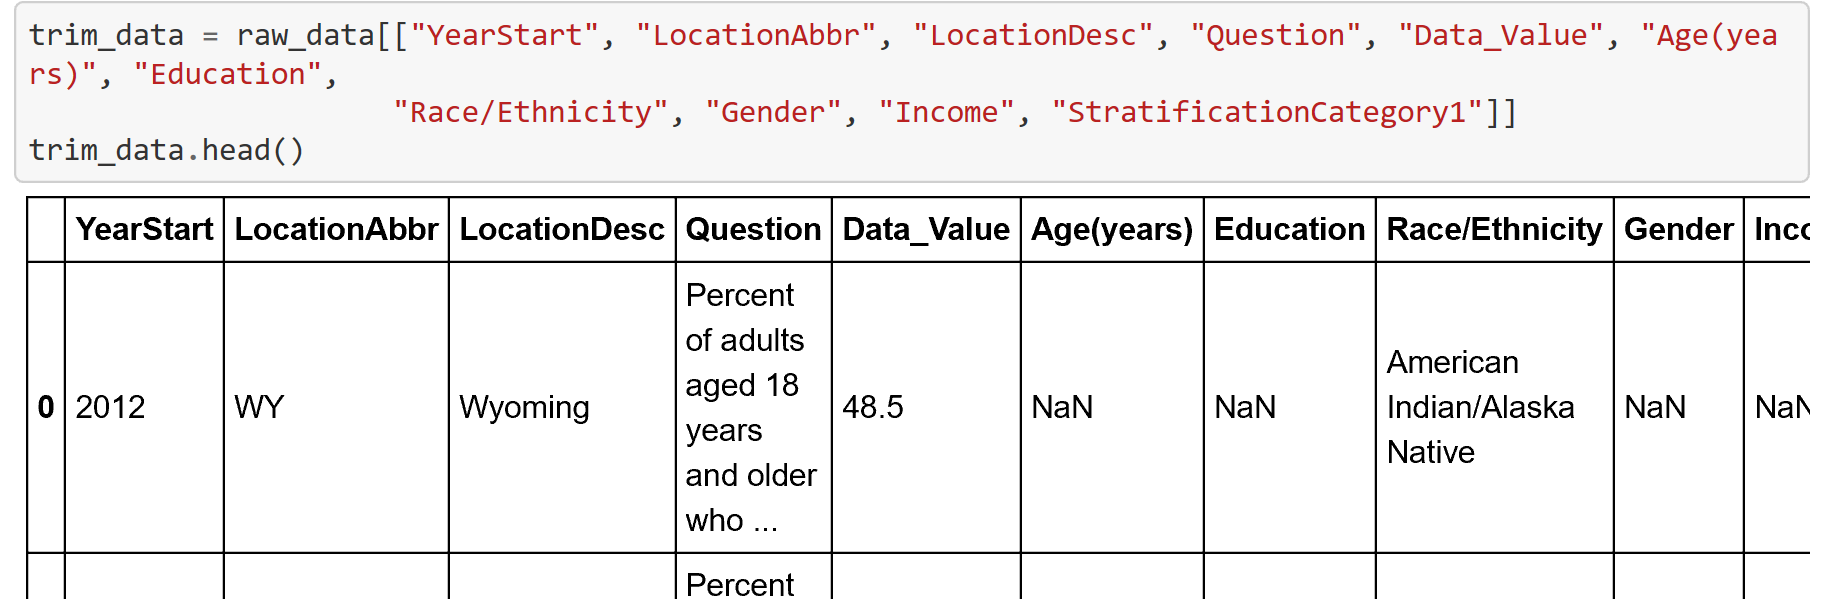 trim_data = raw_data[["YearStart", "LocationAbbr", "LocationDesc", "Question", "Data_Value", "Age(yea
rs)", "Education",
"Race/Ethnicity", "Gender", "Income", "StratificationCategory1"]]
trim_data.head()
YearStart LocationAbbr LocationDesc Question Data_Value Age(years) Education Race/Ethnicity Gender Inco
0 2012 WY Wyoming Percent of adults aged 18 years and older who ... 48.5 NaN NaN American Indian/Alaska Native NaN NaN
Percent